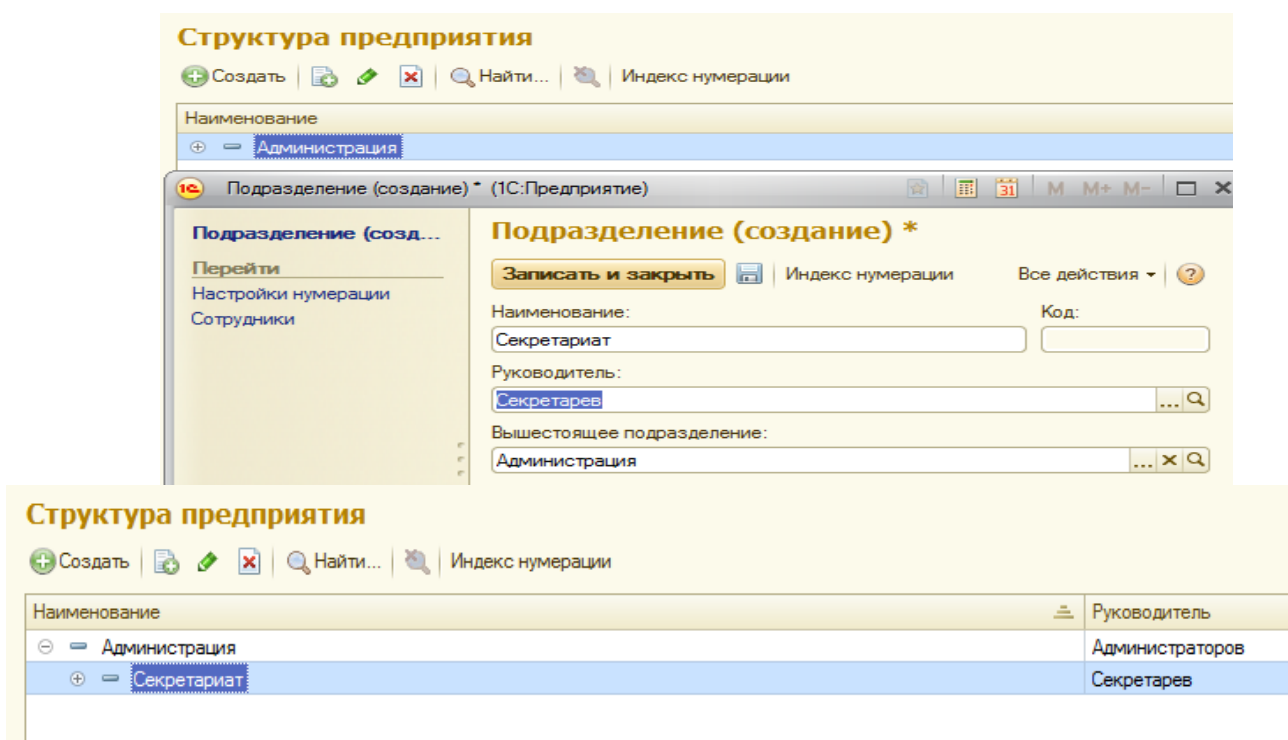 Структура предприятия
Создать Найти... Индекс нумерации
Наименование
Администрация
1С Подразделение (создание) * (1С:Предприятие) 31 M M+ M-
Подразделение (созд...
Перейти
Настройки нумерации
Сотрудники
Подразделение (создание) *
Записать и закрыть Индекс нумерации Все действия ?
Наименование: Код:
Секретариат
Руководитель:
Секретарев ...
Вышестоящее подразделение:
Администрация ...
Структура предприятия
Создать Найти... Индекс нумерации
Наименование Руководитель
Администрация Администраторов
Секретариат Секретарев